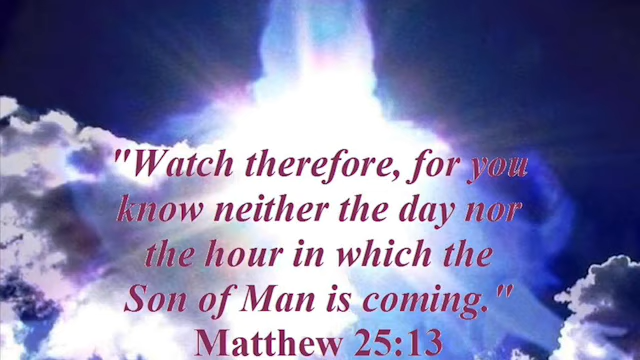 "Watch therefore, for you
know neither the day nor
the hour in which the
Son of Man is coming."
Matthew 25:13